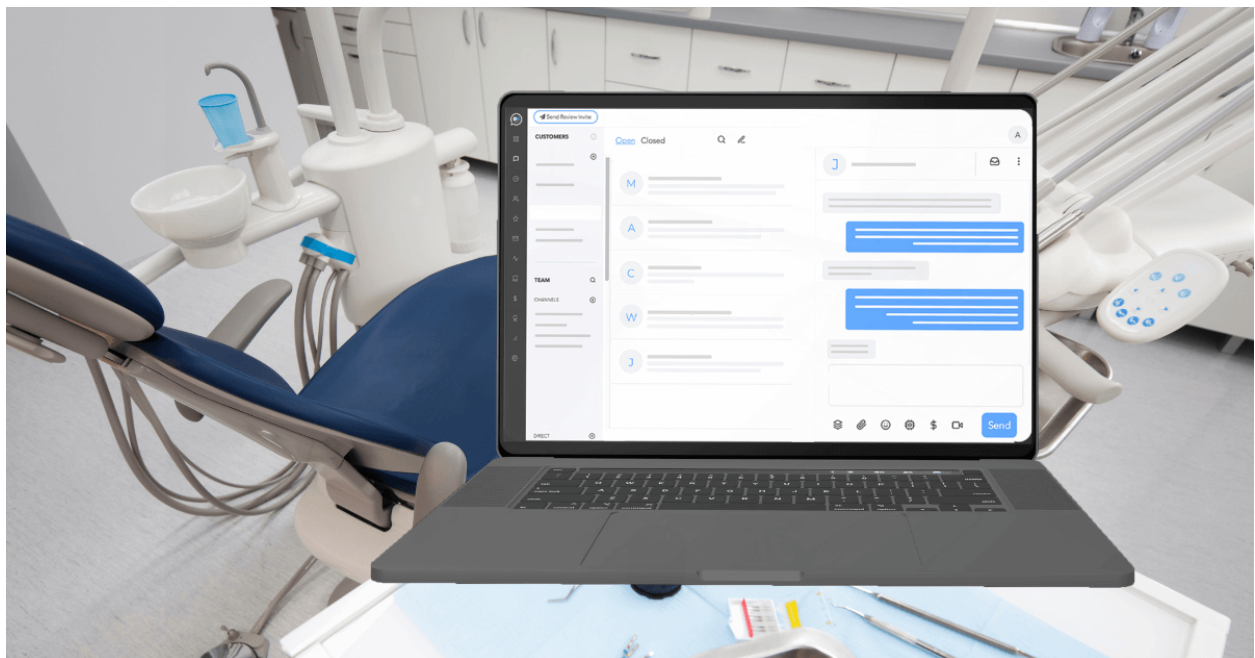 Send Review Invite
CUSTOMERS
Open Closed
A
J
M
A
C
W
J
TEAM
CHANNELS
DIRECT
$
Send